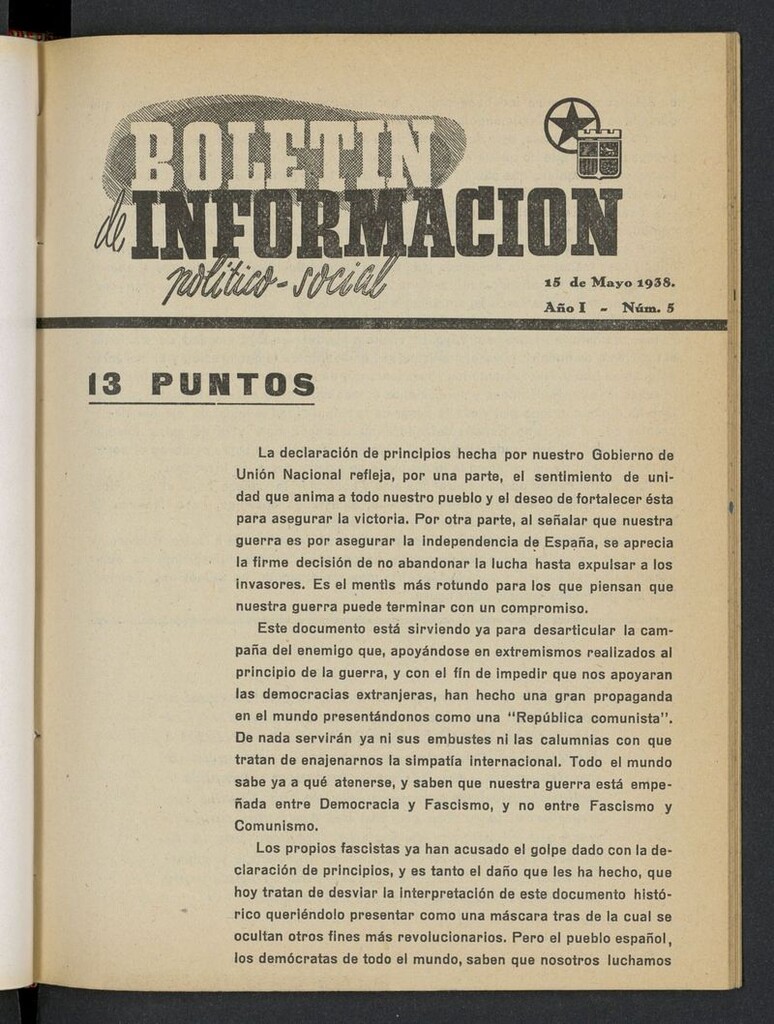 BOLETIN
de INFORMACION
político-social
15 de Mayo 1938.
Año I - Núm. 5
13 PUNTOS
La declaración de principios hecha por nuestro Gobierno de
Unión Nacional refleja, por una parte, el sentimiento de uni-
dad que anima a todo nuestro pueblo y el deseo de fortalecer ésta
para asegurar la victoria. Por otra parte, al señalar que nuestra
guerra es por asegurar la independencia de España, se aprecia
la firme decisión de no abandonar la lucha hasta expulsar a los
invasores. Es el mentís más rotundo para los que piensan que
nuestra guerra puede terminar con un compromiso.
Este documento está sirviendo ya para desarticular la cam-
paña del enemigo que, apoyándose en extremismos realizados al
principio de la guerra, y con el fín de impedir que nos apoyaran
las democracias extranjeras, han hecho una gran propaganda
en el mundo presentándonos como una "República comunista".
De nada servirán ya ni sus embustes ni las calumnias con que
tratan de enajenarnos la simpatía internacional. Todo el mundo
sabe ya a qué atenerse, y saben que nuestra guerra está empe-
ñada entre Democracia y Fascismo, y no entre Fascismo y
Comunismo.
Los propios fascistas ya han acusado el golpe dado con la de-
claración de principios, y es tanto el daño que les ha hecho, que
hoy tratan de desviar la interpretación de este documento histó-
rico queriéndolo presentar como una máscara tras de la cual se
ocultan otros fines más revolucionarios. Pero el pueblo español,
los demócratas de todo el mundo, saben que nosotros luchamos